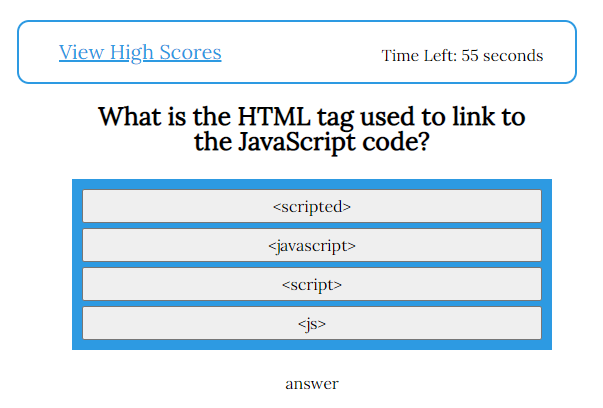 View High Scores
Time Left: 55 seconds
What is the HTML tag used to link to
the JavaScript code?
<scripted>
<javascript>
<script>
<js>
answer